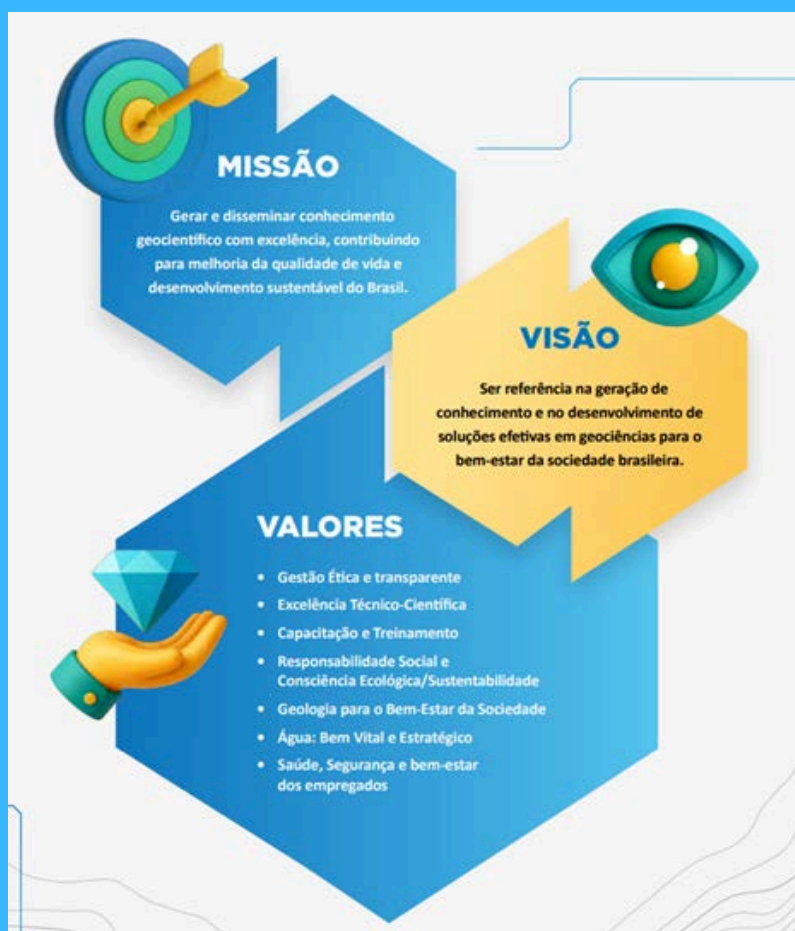 MISSÃO
Gerar e disseminar conhecimento
geocientífico com excelência, contribuindo
para melhoria da qualidade de vida e
desenvolvimento sustentável do Brasil.
VISÃO
Ser referência na geração de
conhecimento e no desenvolvimento de
soluções efetivas em geociências para o
bem-estar da sociedade brasileira.
VALORES
• Gestão Ética e transparente
• Excelência Técnico-Científica
• Capacitação e Treinamento
• Responsabilidade Social e
Consciência Ecológica/Sustentabilidade
• Geologia para o Bem-Estar da Sociedade
• Água: Bem Vital e Estratégico
• Saúde, Segurança e bem-estar
dos empregados